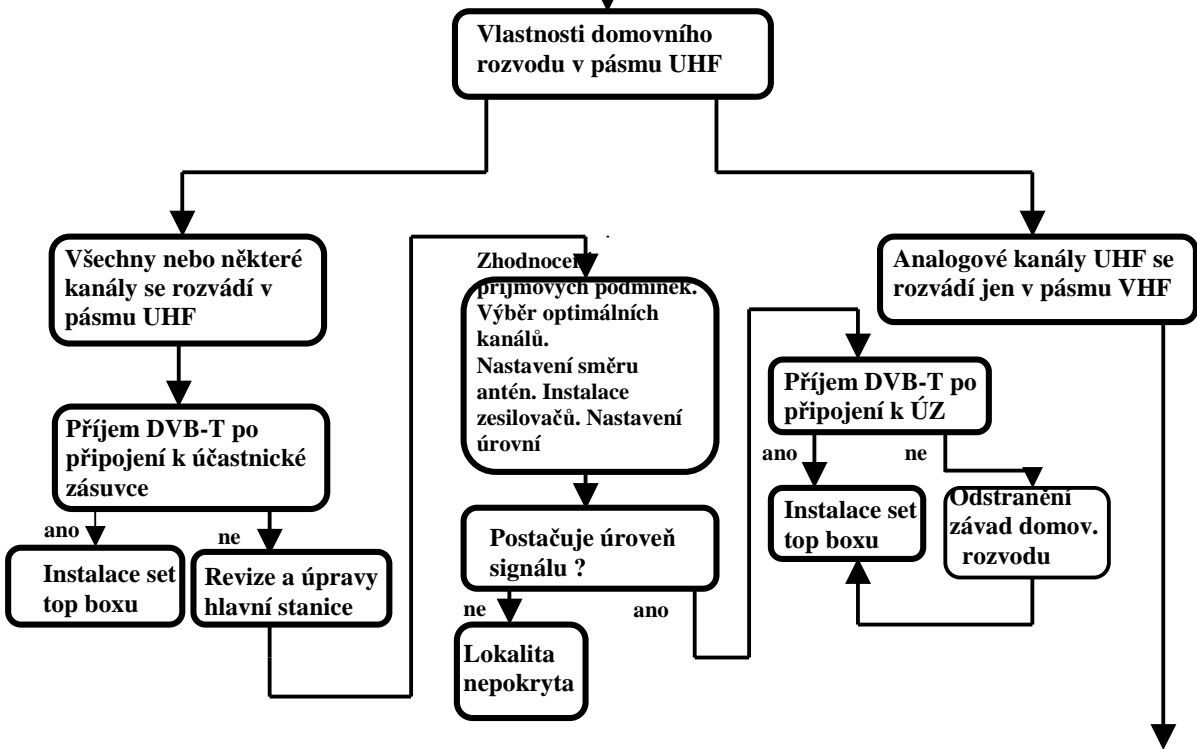 Vlastnosti domovního
rozvodu v pásmu UHF
Všechny nebo některé
kanály se rozvádí v
pásmu UHF
Příjem DVB-T po
připojení k účastnické
zásuvce
ano
ne
Instalace set
top boxu
Revize a úpravy
hlavní stanice
Zhodnocení
príjmových podmínek.
Výběr optimálních
kanálů.
Nastavení směru
antén. Instalace
zesilovačů. Nastavení
úrovní
Postačuje úroveň
signálu ?
ne
ano
Lokalita
nepokryta
Analogové kanály UHF se
rozvádí jen v pásmu VHF
Příjem DVB-T po
připojení k ÚZ
ano
ne
Instalace set
top boxu
Odstranění
závad domov.
rozvodu